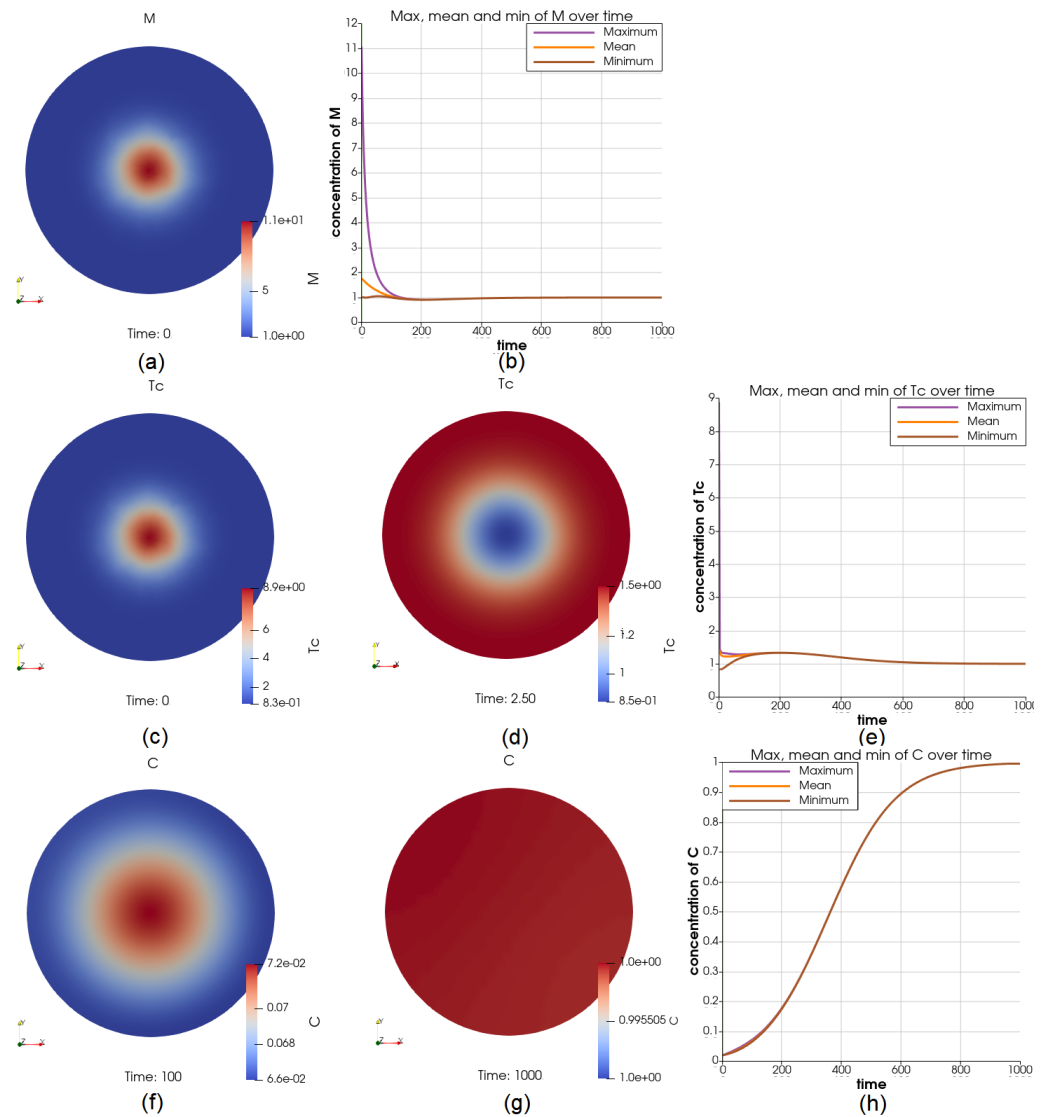 M
1.1e+01
5
1.0e+00
M
Y
Z
X
Time: 0
(a)
Max, mean and min of M over time
Maximum
Mean
Minimum
concentration of M
12
11
10
9
8
7
6
5
4
3
2
1
0
0 200 400 600 800 1000
time
(b)
Tc
8.9e+00
6
4
2
8.3e-01
Tc
Y
Z
X
Time: 0
(c)
Tc
1.5e+00
1.2
1
8.5e-01
Tc
Y
Z
X
Time: 2.50
(d)
Max, mean and min of Tc over time
Maximum
Mean
Minimum
concentration of Tc
9
8
7
6
5
4
3
2
1
0
0 200 400 600 800 1000
time
(e)
C
7.2e-02
0.07
0.068
6.6e-02
C
Y
Z
X
Time: 100
(f)
C
1.0e+00
0.995505
1.0e+00
C
Y
Z
X
Time: 1000
(g)
Max, mean and min of C over time
Maximum
Mean
Minimum
concentration of C
1
0.9
0.8
0.7
0.6
0.5
0.4
0.3
0.2
0.1
0
0 200 400 600 800 1000
time
(h)